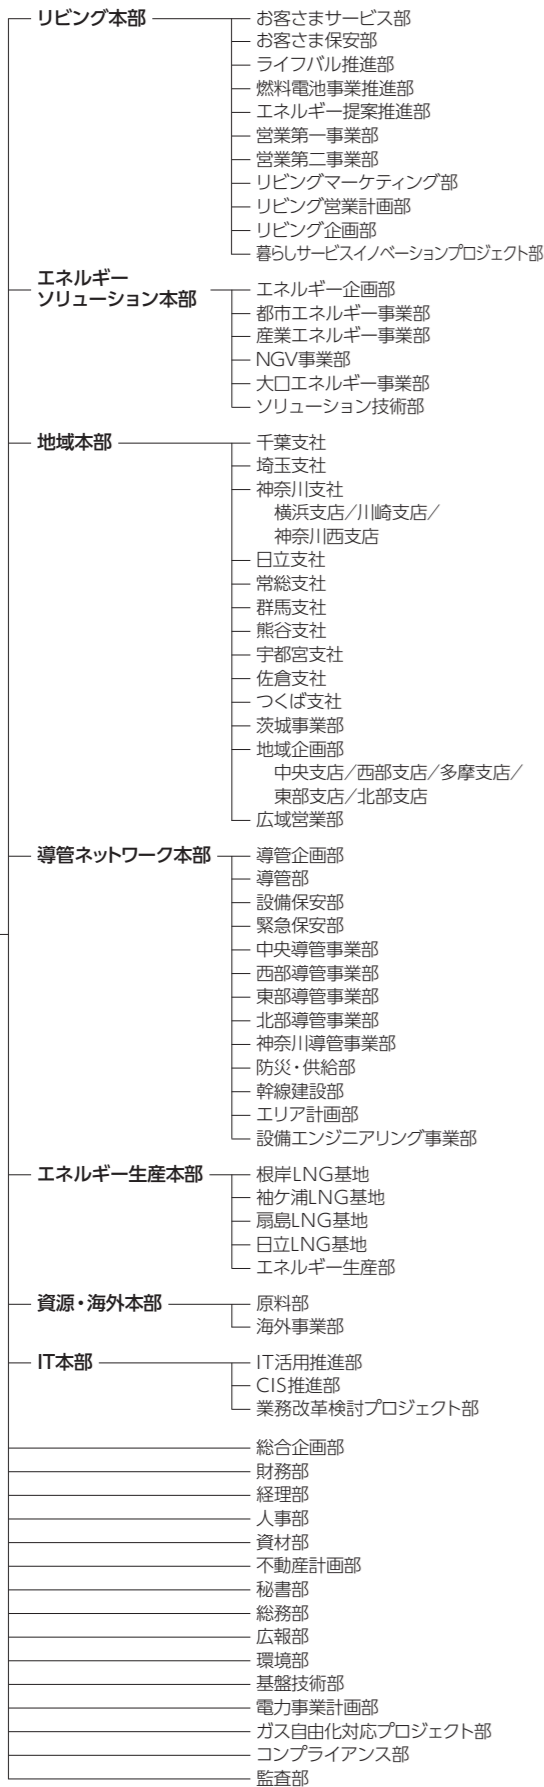 リビング本部
お客さまサービス部
お客さま保安部
ライフバル推進部
燃料電池事業推進部
エネルギー提案推進部
営業第一事業部
営業第二事業部
リビングマーケティング部
リビング営業計画部
リビング企画部
暮らしサービスイノベーションプロジェクト部
エネルギー
ソリューション本部
エネルギー企画部
都市エネルギー事業部
産業エネルギー事業部
NGV事業部
大口エネルギー事業部
ソリューション技術部
地域本部
千葉支社
埼玉支社
神奈川支社
横浜支店/川崎支店/
神奈川西支店
日立支社
常総支社
群馬支社
熊谷支社
宇都宮支社
佐倉支社
つくば支社
茨城事業部
地域企画部
中央支店/西部支店/多摩支店/
東部支店/北部支店
広域営業部
導管ネットワーク本部
導管企画部
導管部
設備保安部
緊急保安部
中央導管事業部
西部導管事業部
東部導管事業部
北部導管事業部
神奈川導管事業部
防災・供給部
幹線建設部
エリア計画部
設備エンジニアリング事業部
エネルギー生産本部
根岸LNG基地
袖ケ浦LNG基地
扇島LNG基地
日立LNG基地
エネルギー生産部
資源・海外本部
原料部
海外事業部
IT本部
IT活用推進部
CIS推進部
業務改革検討プロジェクト部
総合企画部
財務部
経理部
人事部
資材部
不動産計画部
秘書部
総務部
広報部
環境部
基盤技術部
電力事業計画部
ガス自由化対応プロジェクト部
コンプライアンス部
監査部